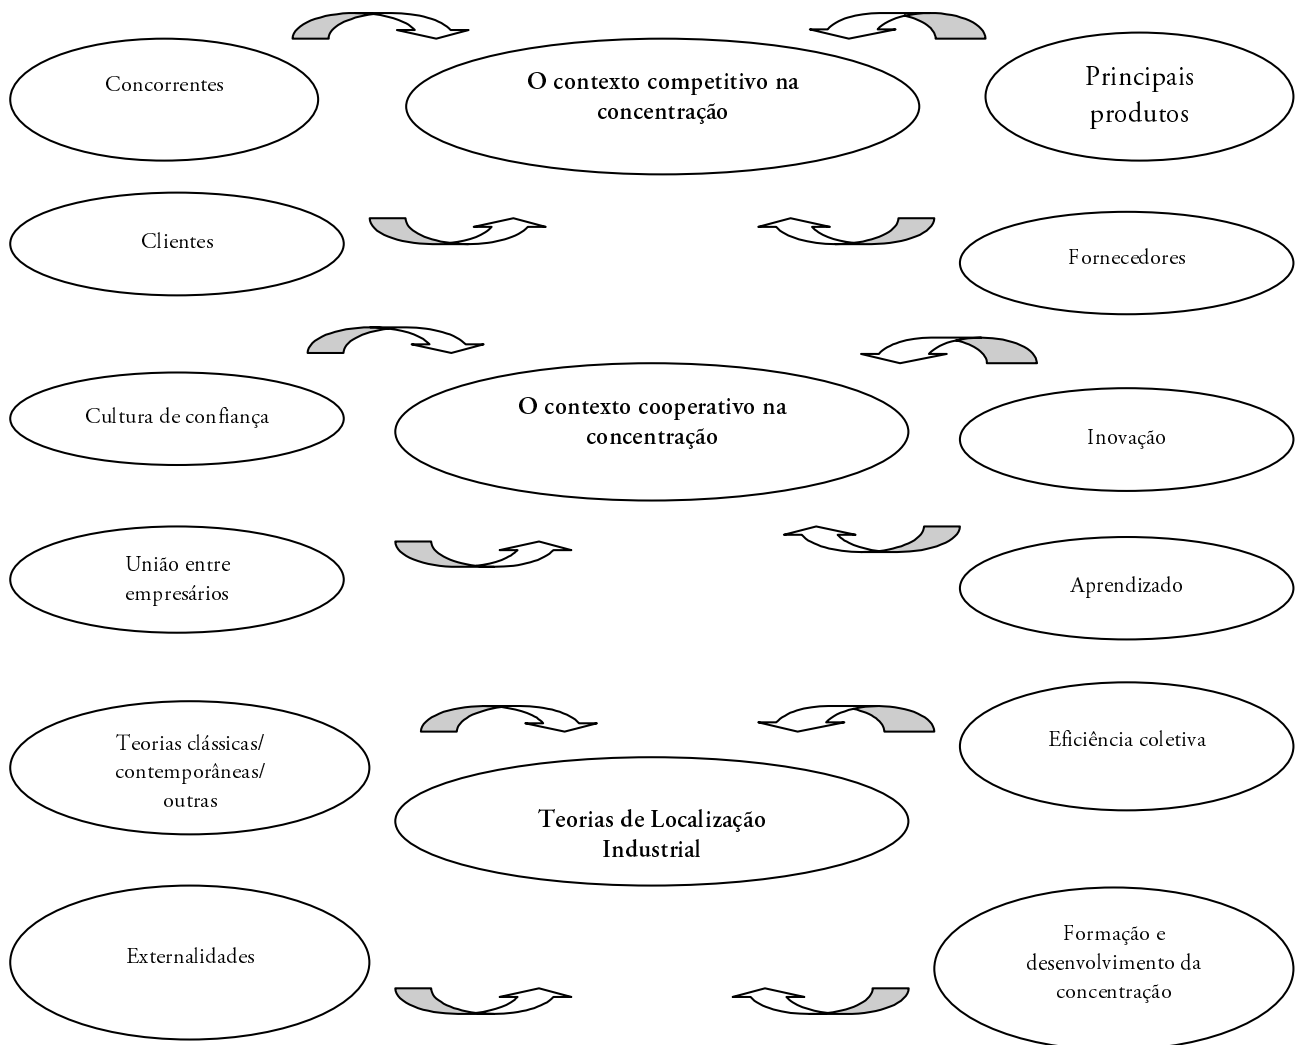 Concorrentes
O contexto competitivo na
concentração
Principais
produtos
Clientes
Fornecedores
Cultura de confiança
O contexto cooperativo na
concentração
Inovação
União entre
empresários
Aprendizado
Teorias clássicas/
contemporâneas/
outras
Eficiência coletiva
Teorias de Localização
Industrial
Externalidades
Formação e
desenvolvimento da
concentração